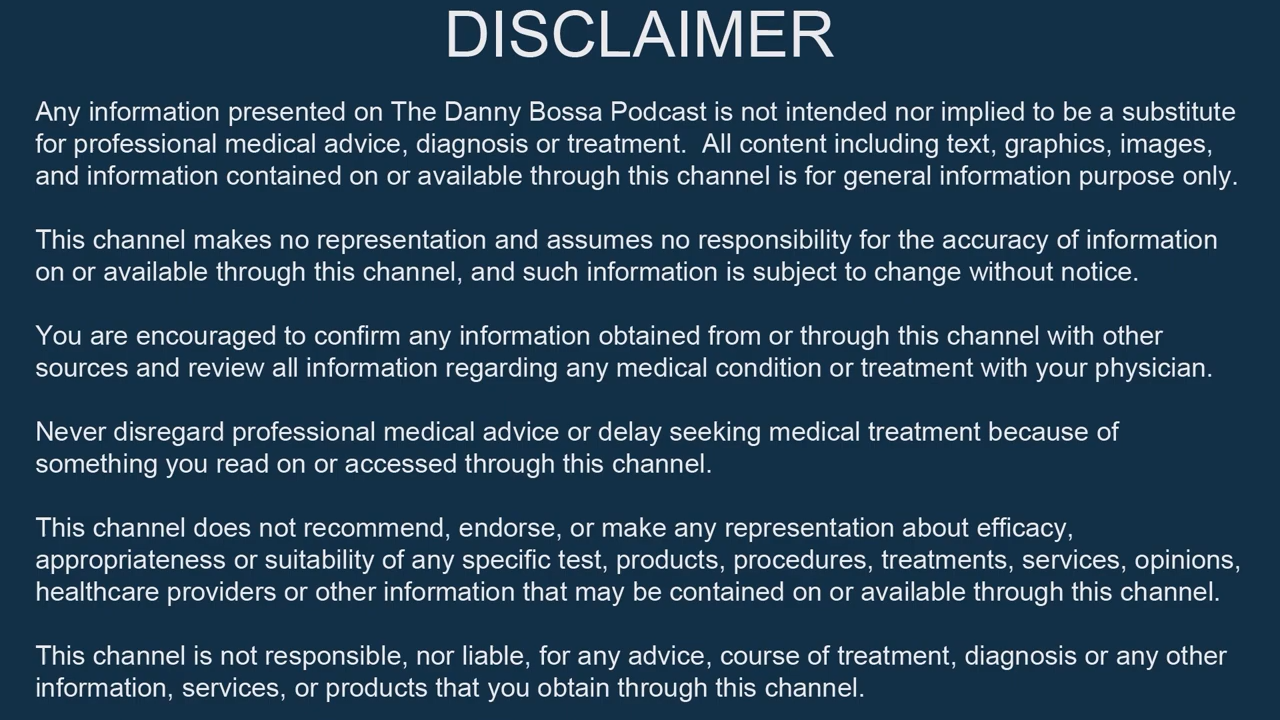 DISCLAIMER
Any information presented on The Danny Bossa Podcast is not intended nor implied to be a substitute
for professional medical advice, diagnosis or treatment.  All content including text, graphics, images,
and information contained on or available through this channel is for general information purpose only.
This channel makes no representation and assumes no responsibility for the accuracy of information
on or available through this channel, and such information is subject to change without notice.
You are encouraged to confirm any information obtained from or through this channel with other
sources and review all information regarding any medical condition or treatment with your physician.
Never disregard professional medical advice or delay seeking medical treatment because of
something you read on or accessed through this channel.
This channel does not recommend, endorse, or make any representation about efficacy,
appropriateness or suitability of any specific test, products, procedures, treatments, services, opinions,
healthcare providers or other information that may be contained on or available through this channel.
This channel is not responsible, nor liable, for any advice, course of treatment, diagnosis or any other
information, services, or products that you obtain through this channel.